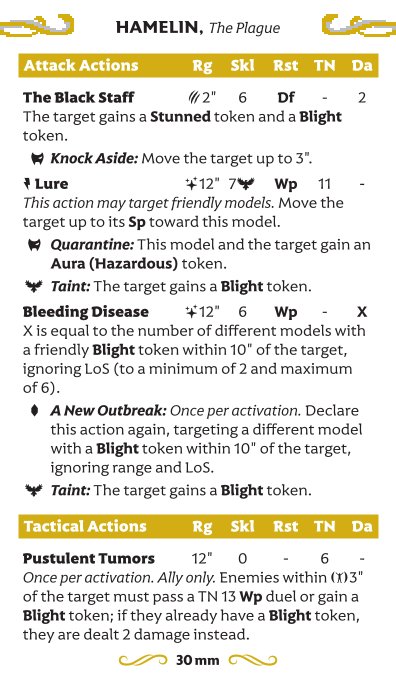 HAMELIN, The Plague
Attack Actions Rg Skl Rst TN Da
The Black Staff 2" 6 Df - 2
The target gains a Stunned token and a Blight
token.
Knock Aside: Move the target up to 3".
Lure 12" 7 Wp 11 -
This action may target friendly models. Move the
target up to its Sp toward this model.
Quarantine: This model and the target gain an
Aura (Hazardous) token.
Taint: The target gains a Blight token.
Bleeding Disease 12" 6 Wp - X
X is equal to the number of different models with
a friendly Blight token within 10" of the target,
ignoring LoS (to a minimum of 2 and maximum
of 6).
A New Outbreak: Once per activation. Declare
this action again, targeting a different model
with a Blight token within 10" of the target,
ignoring range and LoS.
Taint: The target gains a Blight token.
Tactical Actions Rg Skl Rst TN Da
Pustulent Tumors 12" 0 - 6 -
Once per activation. Ally only. Enemies within 3"
of the target must pass a TN 13 Wp duel or gain a
Blight token; if they already have a Blight token,
they are dealt 2 damage instead.
30 mm